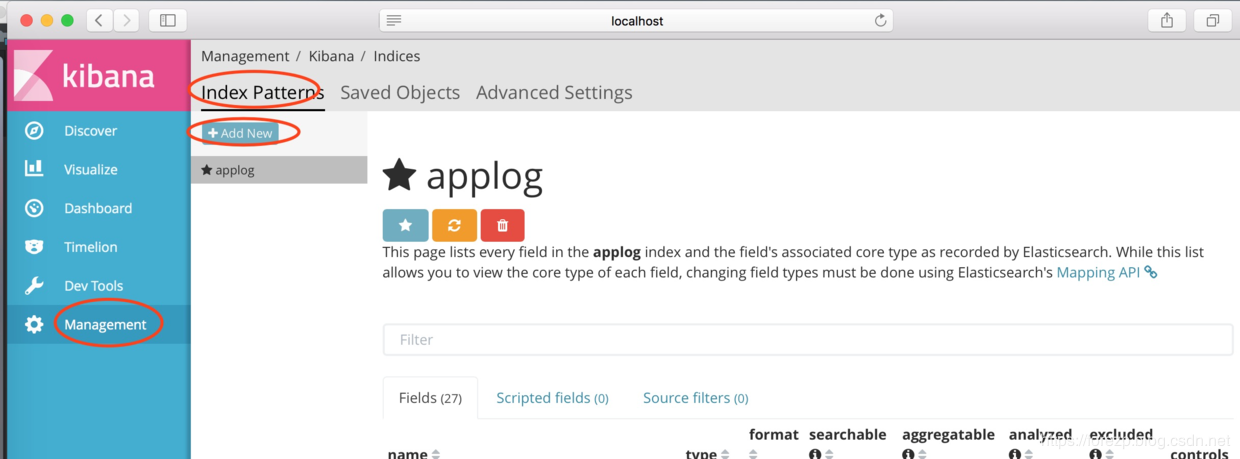 localhost
kibana
Management / Kibana / Indices
Index Patterns Saved Objects Advanced Settings
+ Add New
applog
Discover
Visualize
Dashboard
Timelion
Dev Tools
Management
applog
This page lists every field in the applog index and the field's associated core type as recorded by Elasticsearch. While this list
allows you to view the core type of each field, changing field types must be done using Elasticsearch's Mapping API
Filter
Fields (27) Scripted fields (0) Source filters (0)
name type format searchable aggregatable analyzed excluded controls